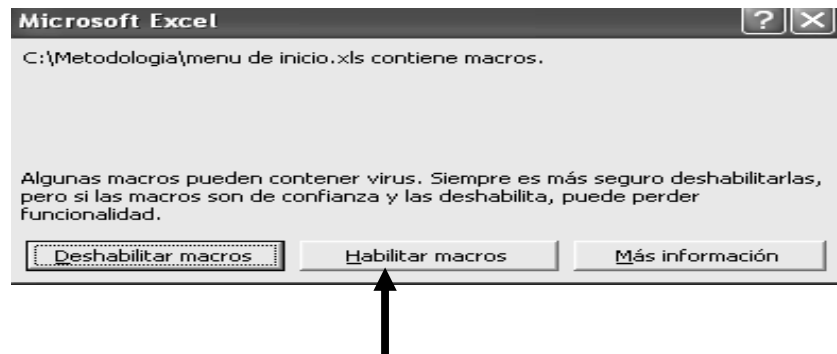 Microsoft Excel
C:\Metodologia\menu de inicio.xls contiene macros.
Algunas macros pueden contener virus. Siempre es más seguro deshabilitarlas,
pero si las macros son de confianza y las deshabilita, puede perder
funcionalidad.
Deshabilitar macros Habilitar macros Más información